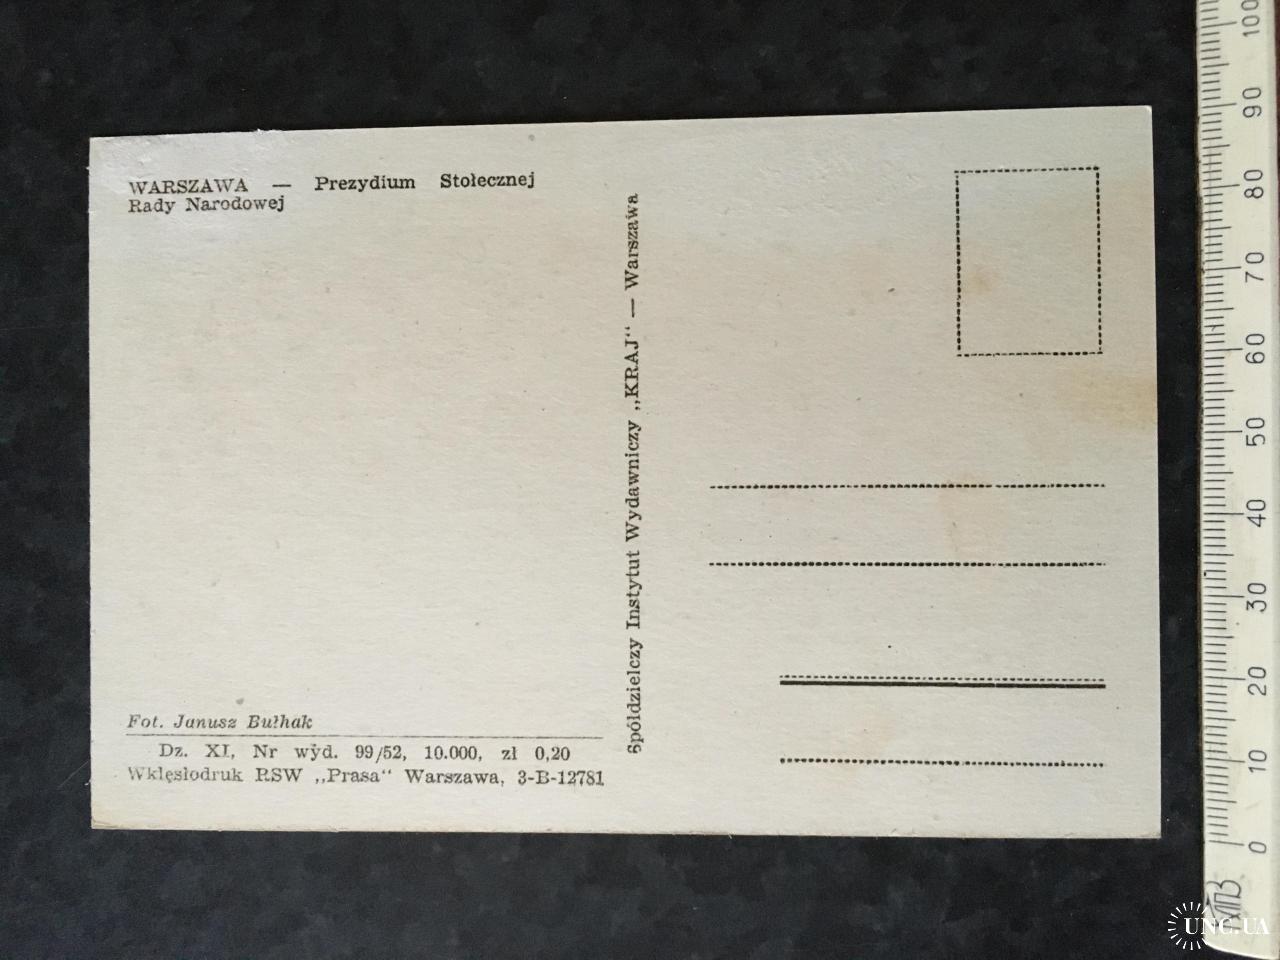 WARSZAWA — Prezydium Stołecznej
Rady Narodowej
Spółdzielczy Instytut Wydawniczy „KRAJ“ — Warszawa
Fot. Janusz Bułhak
Dz. XI, Nr wyd. 99/52, 10.000, zł 0,20
Wklęsłodruk RSW „Prasa“ Warszawa, 3-B-12781
100
90
80
70
60
50
40
30
20
10
0
UNC.UA